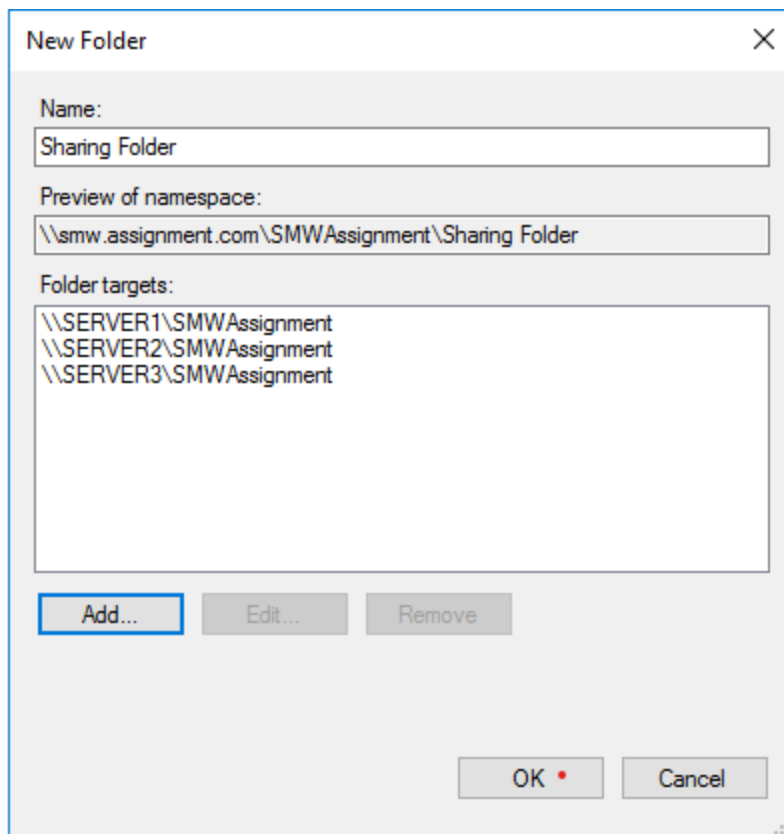 New Folder
Name:
Sharing Folder
Preview of namespace:
\\smw.assignment.com\SMWAssignment\Sharing Folder
Folder targets:
\\SERVER1\SMWAssignment
\\SERVER2\SMWAssignment
\\SERVER3\SMWAssignment
Add... Edit... Remove
OK Cancel